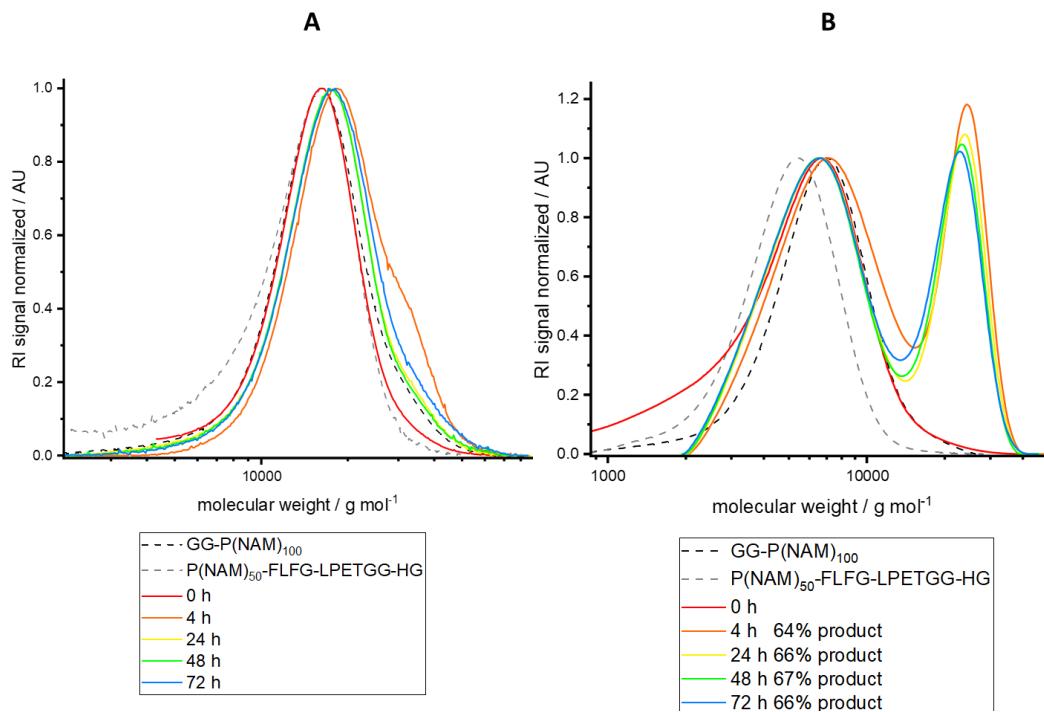 A
RI signal normalized / AU
1.0
0.8
0.6
0.4
0.2
0.0
10000
molecular weight / g mol⁻¹
GG-P(NAM)₁₀₀
P(NAM)₅₀-FLFG-LPETGG-HG
0 h
4 h
24 h
48 h
72 h
B
RI signal normalized / AU
1.2
1.0
0.8
0.6
0.4
0.2
0.0
1000
10000
molecular weight / g mol⁻¹
GG-P(NAM)₁₀₀
P(NAM)₅₀-FLFG-LPETGG-HG
0 h
4 h 64% product
24 h 66% product
48 h 67% product
72 h 66% product